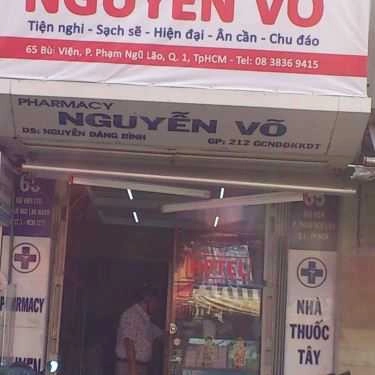 NGUYỄN VÕ
Tiện nghi - Sạch sẽ - Hiện đại - Ân cần - Chu đáo
65 Bùi Viện, P. Phạm Ngũ Lão, Q. 1, TpHCM - Tel: 08 3836 9415
PHARMACY
NGUYỄN VÕ
DS: NGUYỄN ĐĂNG BÌNH
GP: 212 GCNĐĐKKDT
65
PHARMACY
HOTEL
65
NHÀ
THUỐC
TÂY